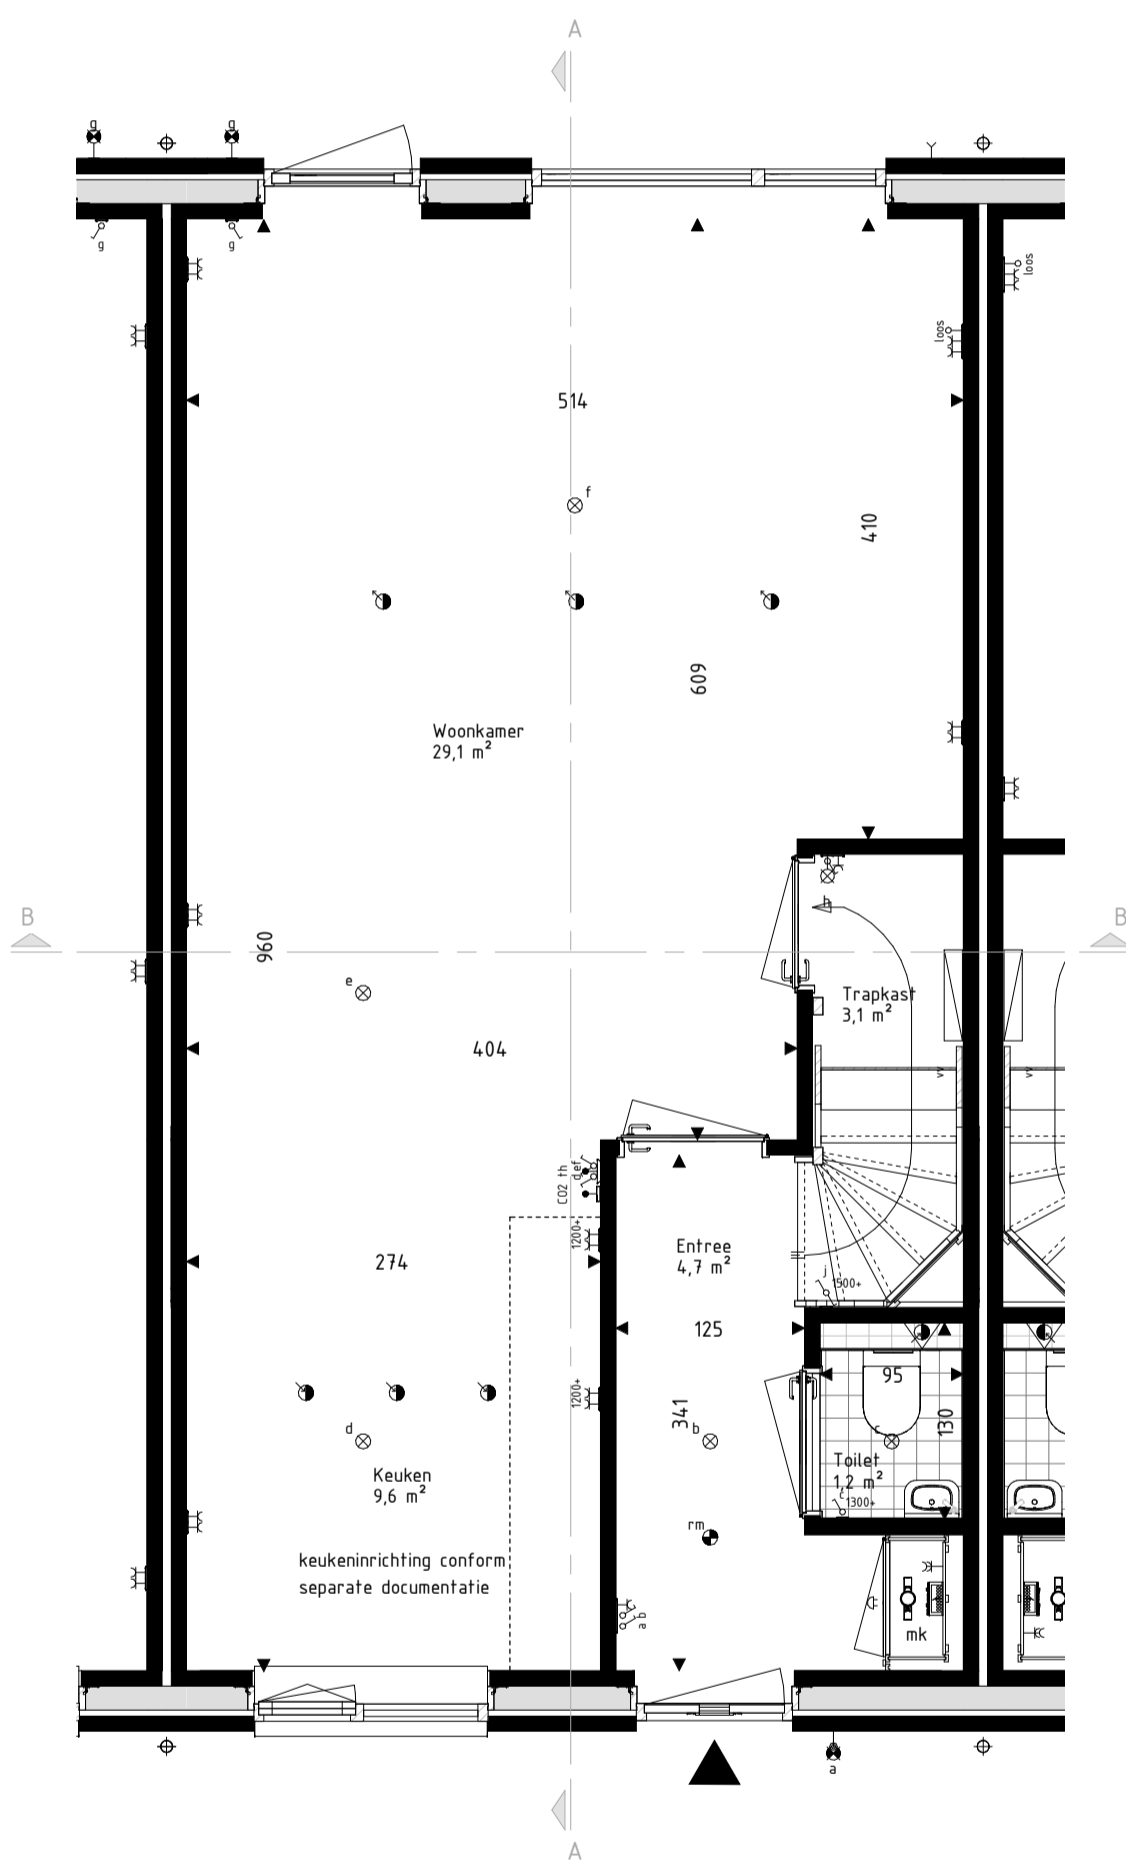 A
g
g
g
g
loos
loos
514
f
410
609
Woonkamer
29,1 m²
B
B
960
h
e
Trapkast
3,1 m²
404
vv
vv
CO2 th
d e f
1200+
Entree
4,7 m²
274
j
1500+
125
95
1200+
341
130
d
b
c
Keuken
9,6 m²
Toilet
1,2 m²
c
1300+
rm
keukeninrichting conform
separate documentatie
a b
mk
a
A